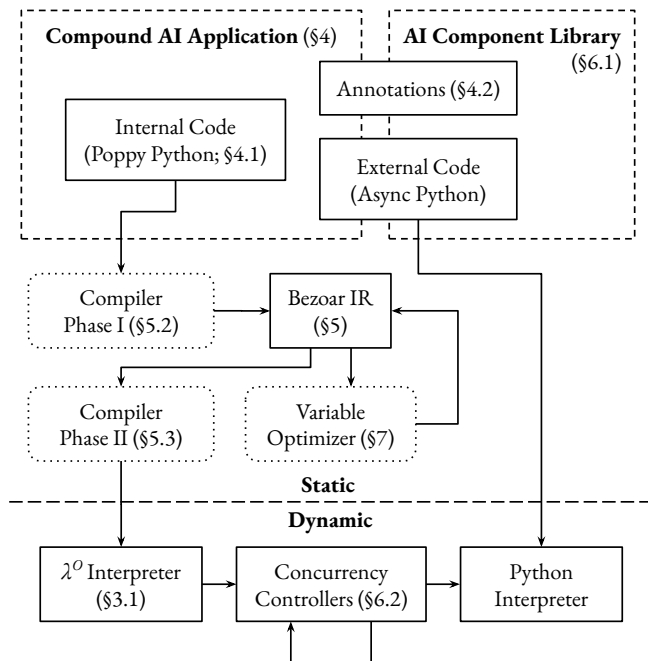 Compound AI Application (§4)
AI Component Library
(§6.1)
Annotations (§4.2)
Internal Code
(Poppy Python; §4.1)
External Code
(Async Python)
Compiler
Phase I (§5.2)
Bezoar IR
(§5)
Compiler
Phase II (§5.3)
Variable
Optimizer (§7)
Static
Dynamic
λᴼ Interpreter
(§3.1)
Concurrency
Controllers (§6.2)
Python
Interpreter